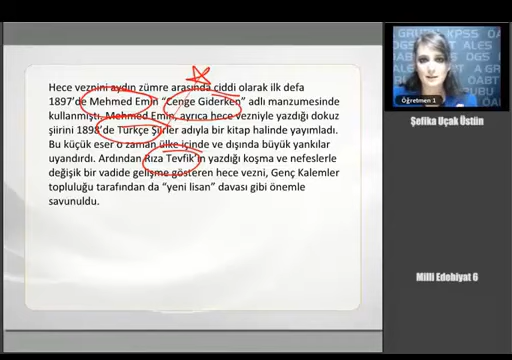 Hece veznini aydın zümre arasında ciddi olarak ilk defa
1897'de Mehmed Emin "Cenge Giderken" adlı manzumesinde
kullanmıştı. Mehmed Emin, ayrıca hece vezniyle yazdığı dokuz
şiirini 1898'de Türkçe Şiirler adıyla bir kitap halinde yayımladı.
Bu küçük eser o zaman ülke içinde ve dışında büyük yankılar
uyandırdı. Ardından Rıza Tevfik'in yazdığı koşma ve nefeslerle
değişik bir vadide gelişme gösteren hece vezni, Genç Kalemler
topluluğu tarafından da "yeni lisan" davası gibi önemle
savunuldu.
Öğretmen 1
Şefika Uçak Üstün
Milli Edebiyat 6